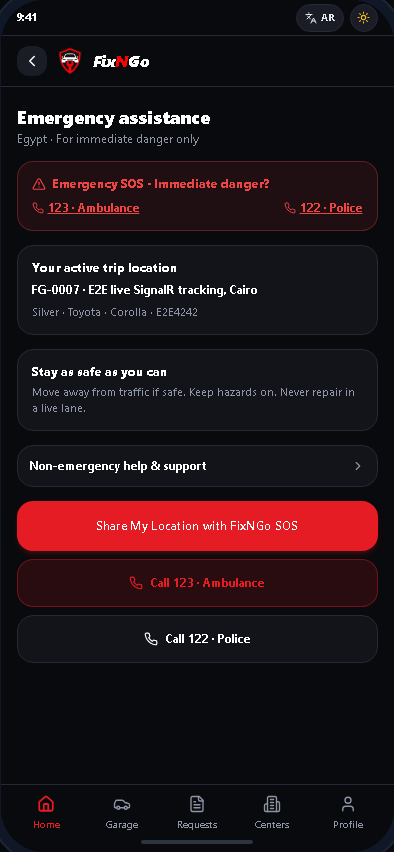 9:41
AR
FixNGo
Emergency assistance
Egypt · For immediate danger only
Emergency SOS · Immediate danger?
123 · Ambulance
122 · Police
Your active trip location
FG-0007 · E2E live SignalR tracking, Cairo
Silver · Toyota · Corolla · E2E4242
Stay as safe as you can
Move away from traffic if safe. Keep hazards on. Never repair in
a live lane.
Non-emergency help & support
Share My Location with FixNGo SOS
Call 123 · Ambulance
Call 122 · Police
Home
Garage
Requests
Centers
Profile